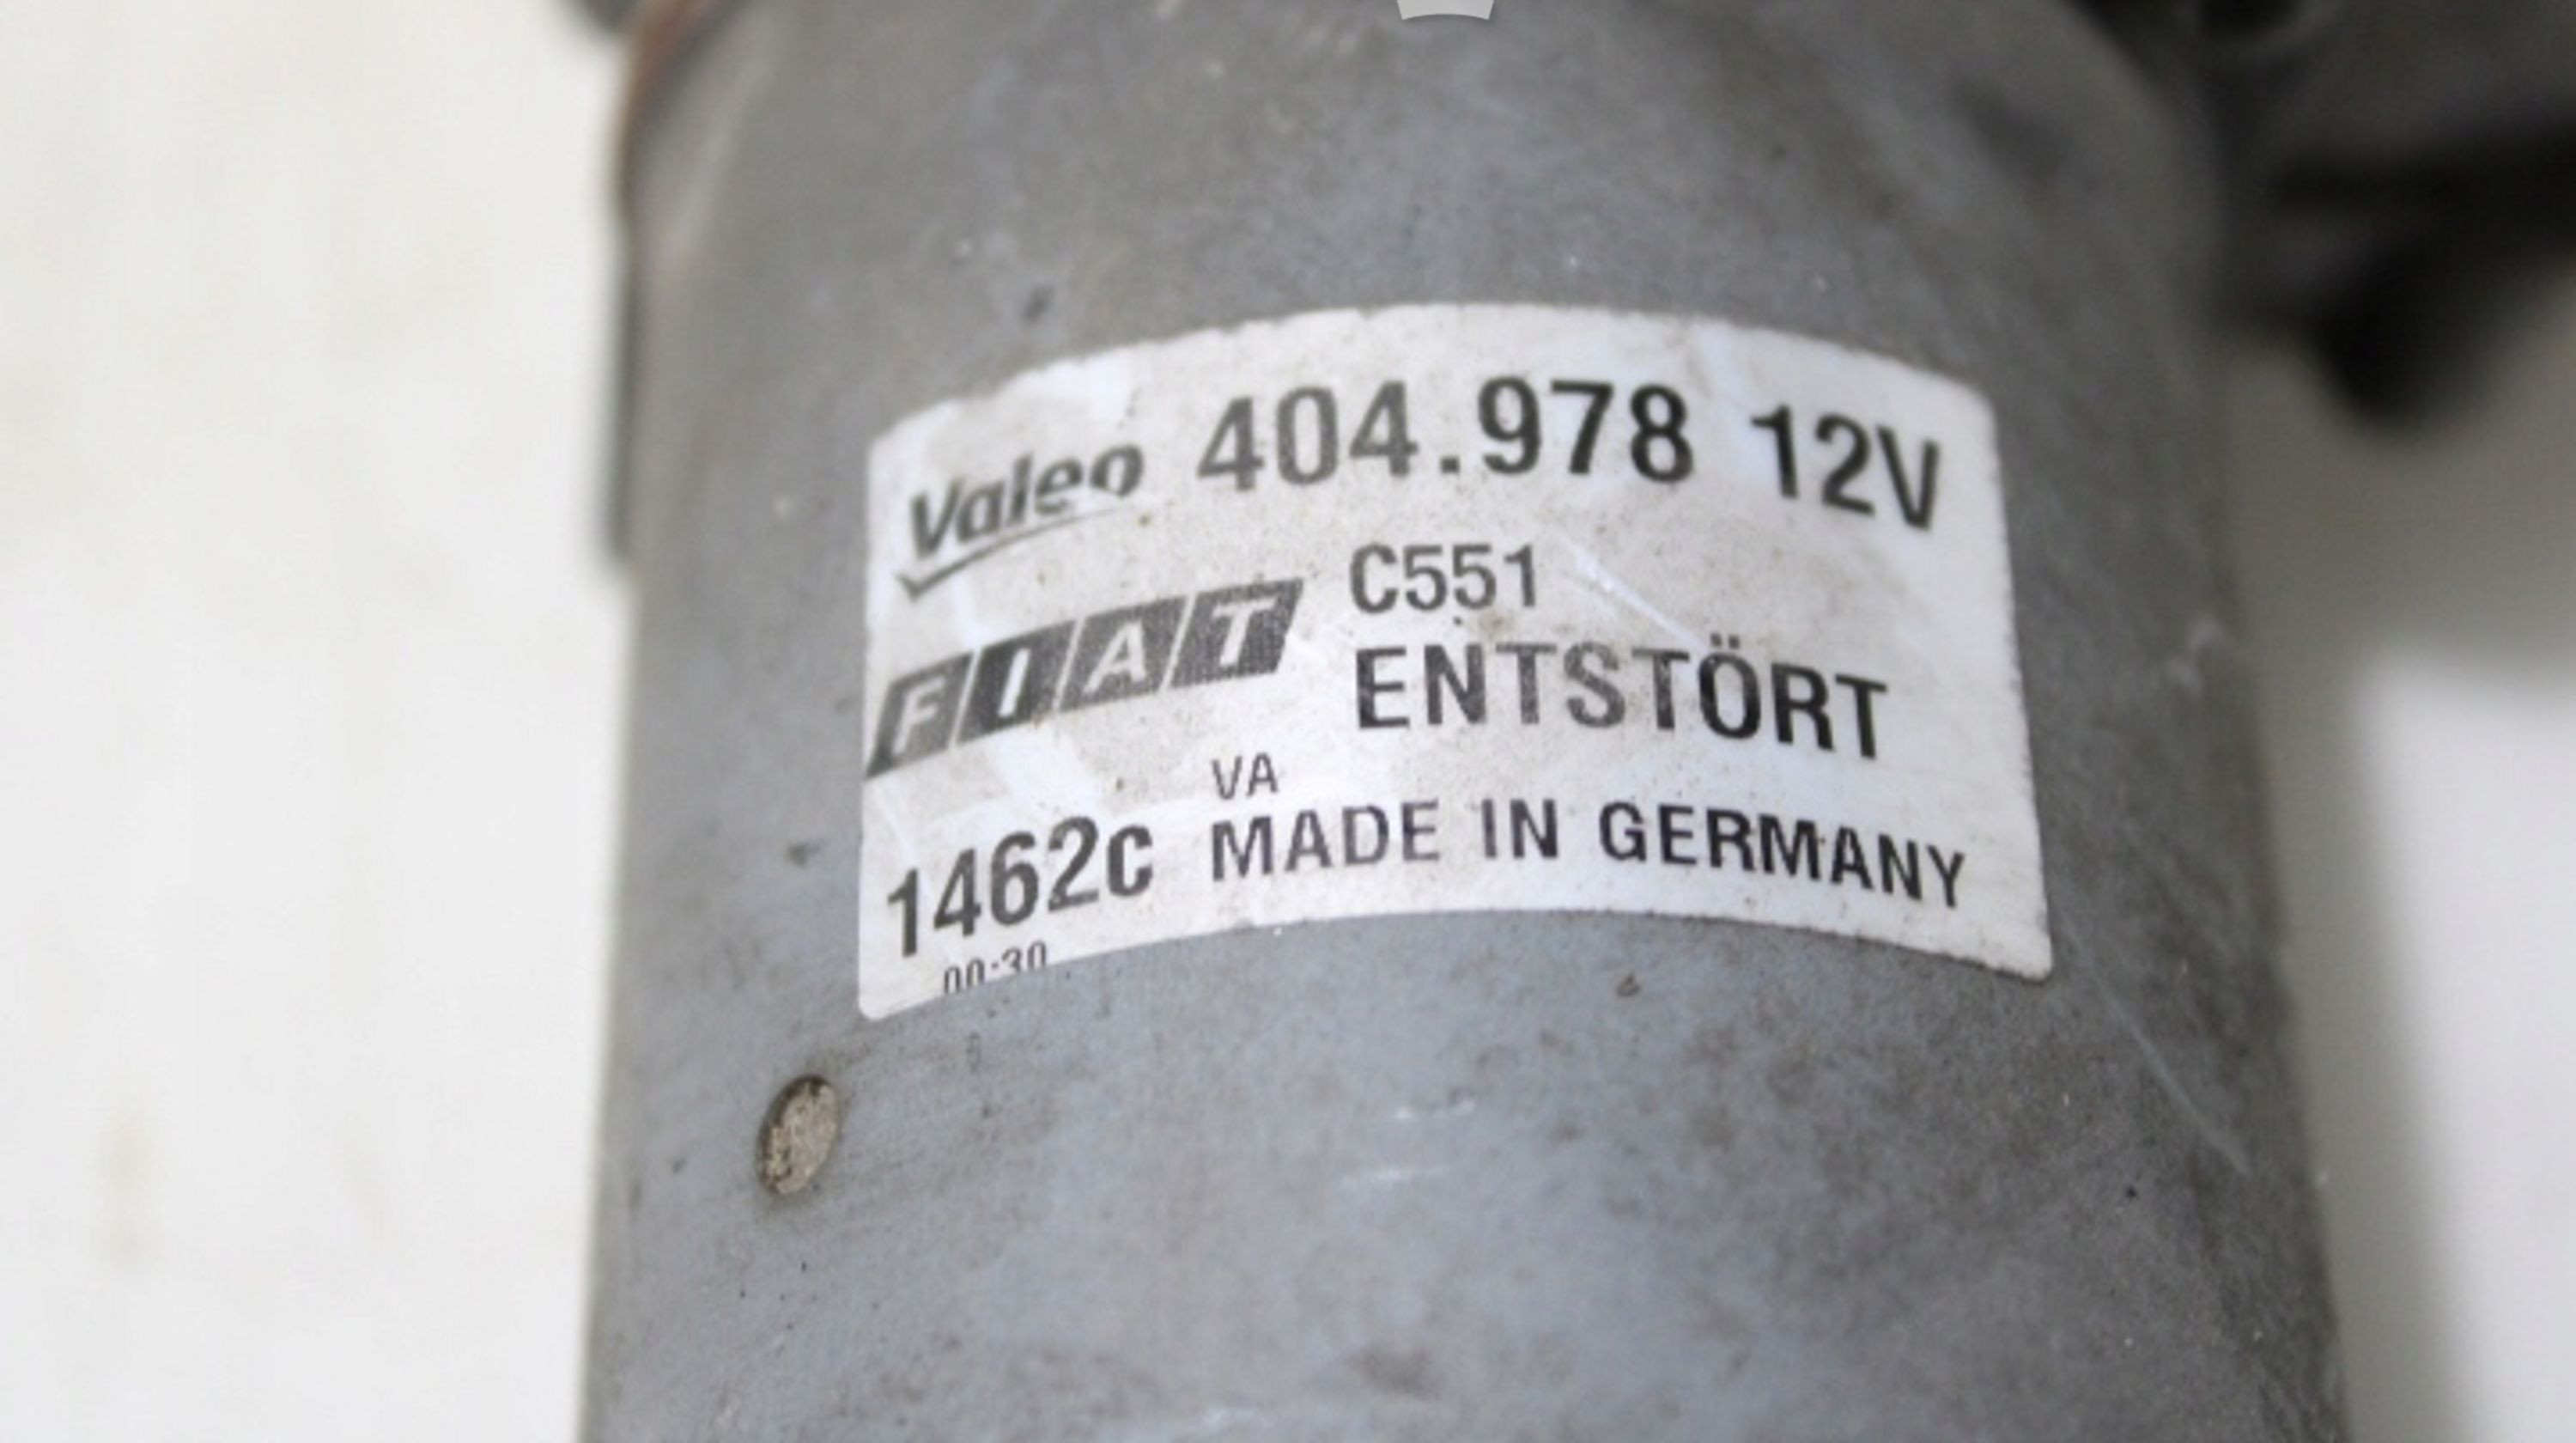 Valeo 404.978 12V
C551
FIAT ENTSTÖRT
VA
1462c MADE IN GERMANY
00:30